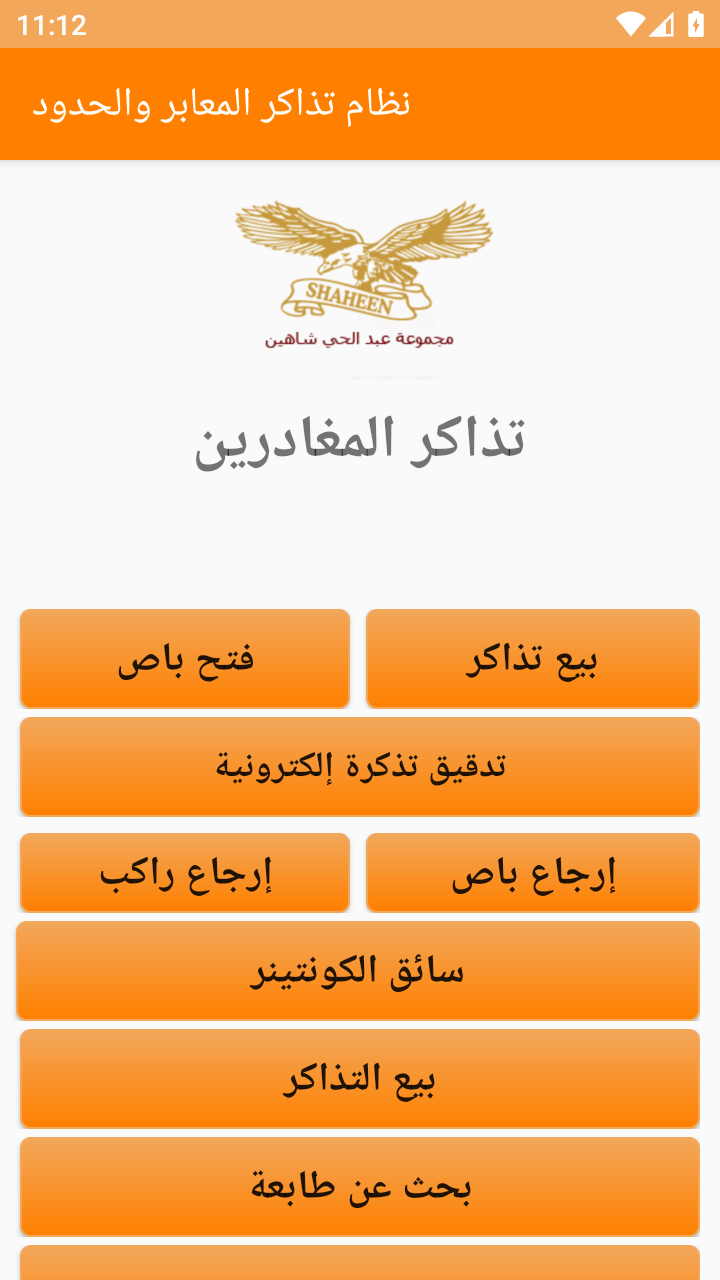 11:12
نظام تذاكر المعابر والحدود
SHAHEEN
مجموعة عبد الحي شاهين
تذاكر المغادرين
بيع تذاكر
فتح باص
تدقيق تذكرة إلكترونية
إرجاع باص
إرجاع راكب
سائق الكونتينر
بيع التذاكر
بحث عن طابعة